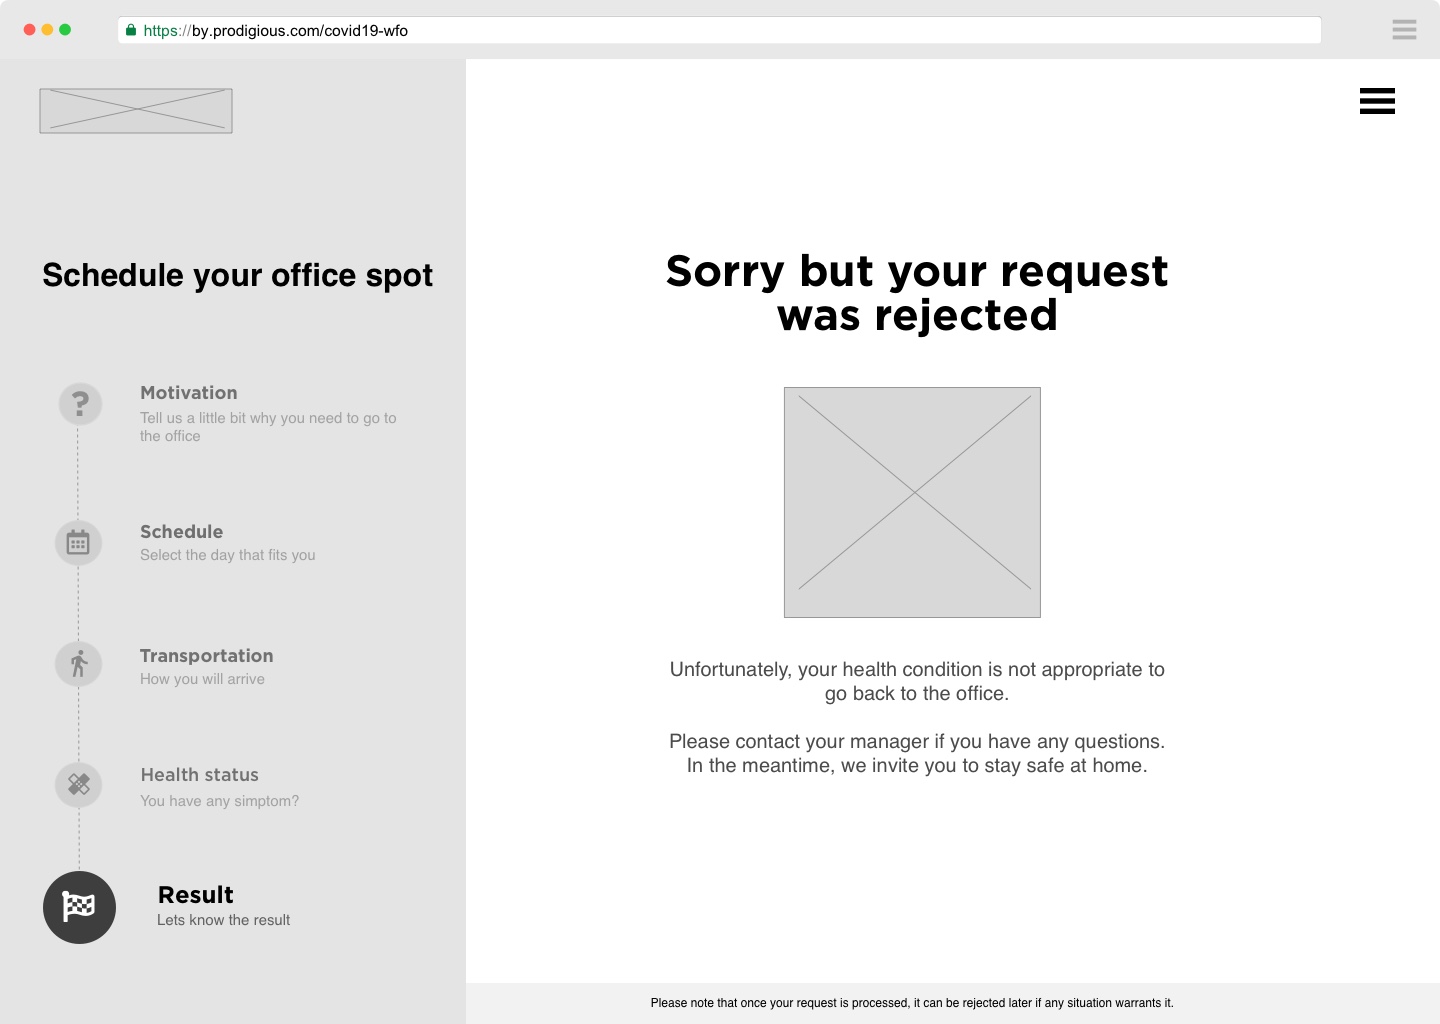 https://by.prodigious.com/covid19-wfo
Schedule your office spot
Motivation
Tell us a little bit why you need to go to
the office
Schedule
Select the day that fits you
Transportation
How you will arrive
Health status
You have any simptom?
Result
Lets know the result
Sorry but your request
was rejected
Unfortunately, your health condition is not appropriate to
go back to the office.
Please contact your manager if you have any questions.
In the meantime, we invite you to stay safe at home.
Please note that once your request is processed, it can be rejected later if any situation warrants it.